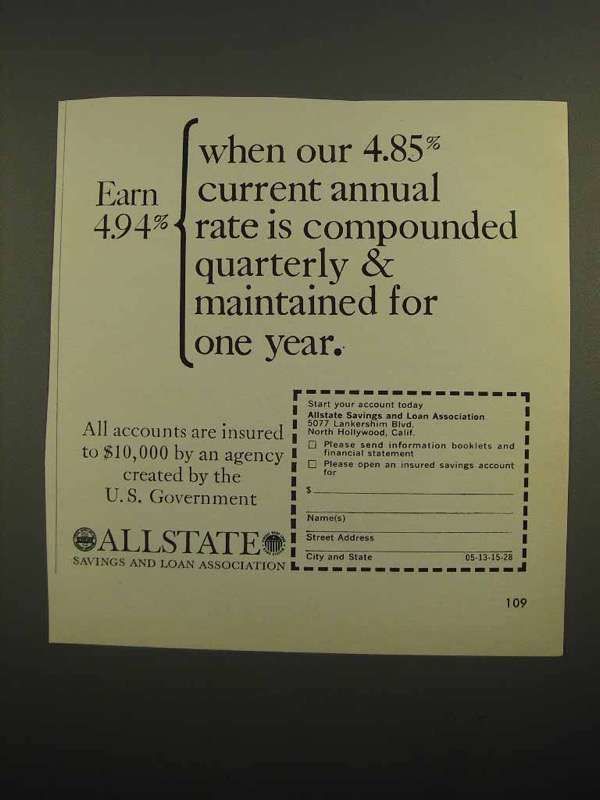 Earn
4.94%
when our 4.85%
current annual
rate is compounded
quarterly &
maintained for
one year.
All accounts are insured
to $10,000 by an agency
created by the
U.S. Government
ALLSTATE
SAVINGS AND LOAN ASSOCIATION
Start your account today
Allstate Savings and Loan Association
5077 Lankershim Blvd.
North Hollywood, Calif.
Please send information booklets and
financial statement
Please open an insured savings account
for
$
Name(s)
Street Address
City and State 05-13-15-28
109